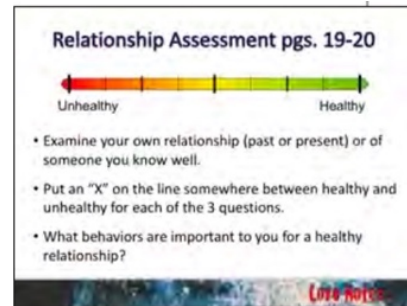 Relationship Assessment pgs. 19-20
Unhealthy Healthy
• Examine your own relationship (past or present) or of
someone you know well.
• Put an "X" on the line somewhere between healthy and
unhealthy for each of the 3 questions.
• What behaviors are important to you for a healthy
relationship?
Love Notes